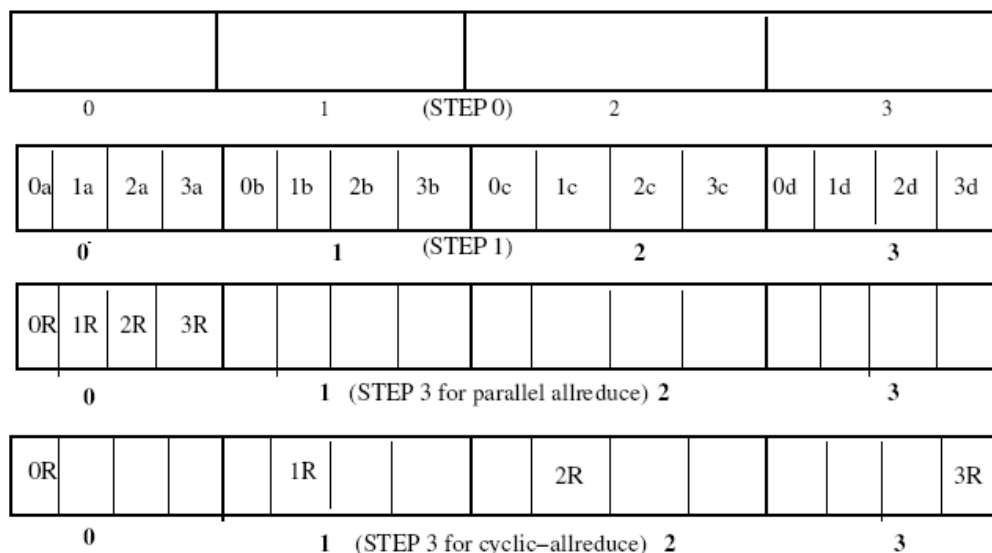 0 1 (STEP 0) 2 3
0a 1a 2a 3a 0b 1b 2b 3b 0c 1c 2c 3c 0d 1d 2d 3d
0 1 (STEP 1) 2 3
0R 1R 2R 3R
0 1 (STEP 3 for parallel allreduce) 2 3
0R 1R 2R 3R
0 1 (STEP 3 for cyclic−allreduce) 2 3